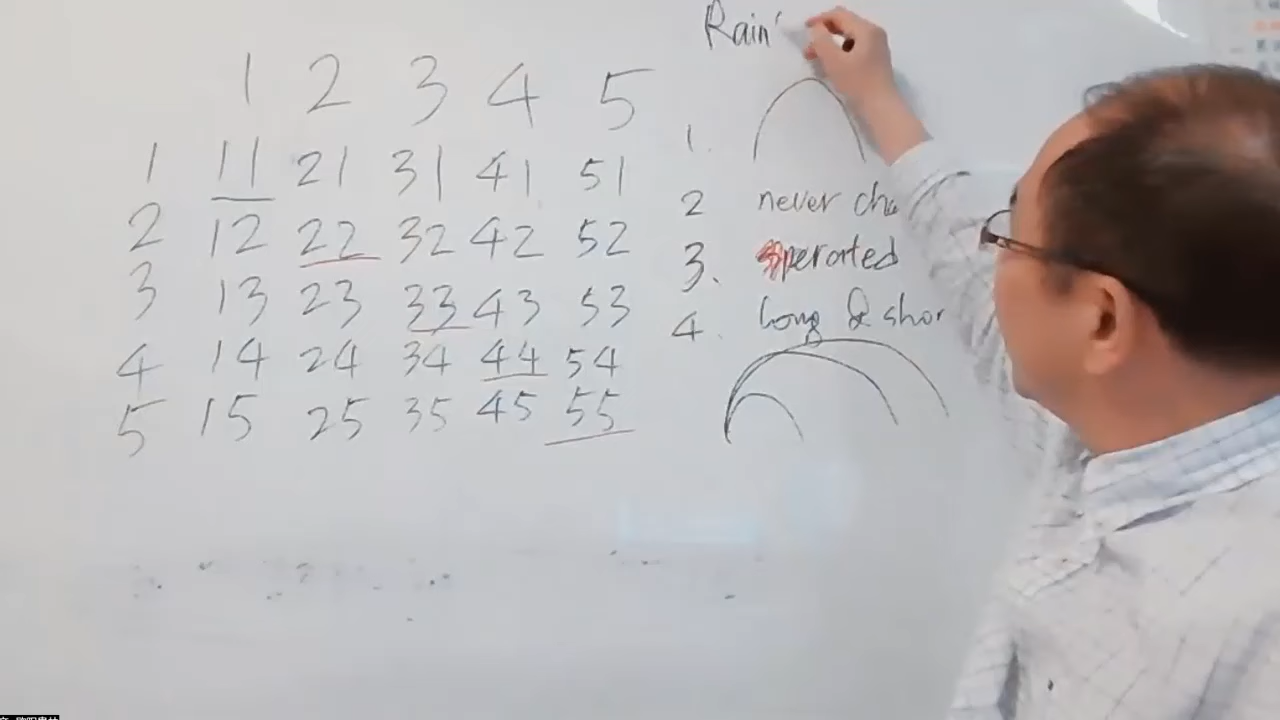 Rain
1 2 3 4 5
1 11 21 31 41 51
2 12 22 32 42 52
3 13 23 33 43 53
4 14 24 34 44 54
5 15 25 35 45 55
1.
2 never cha
3. sperated
4. long & shor